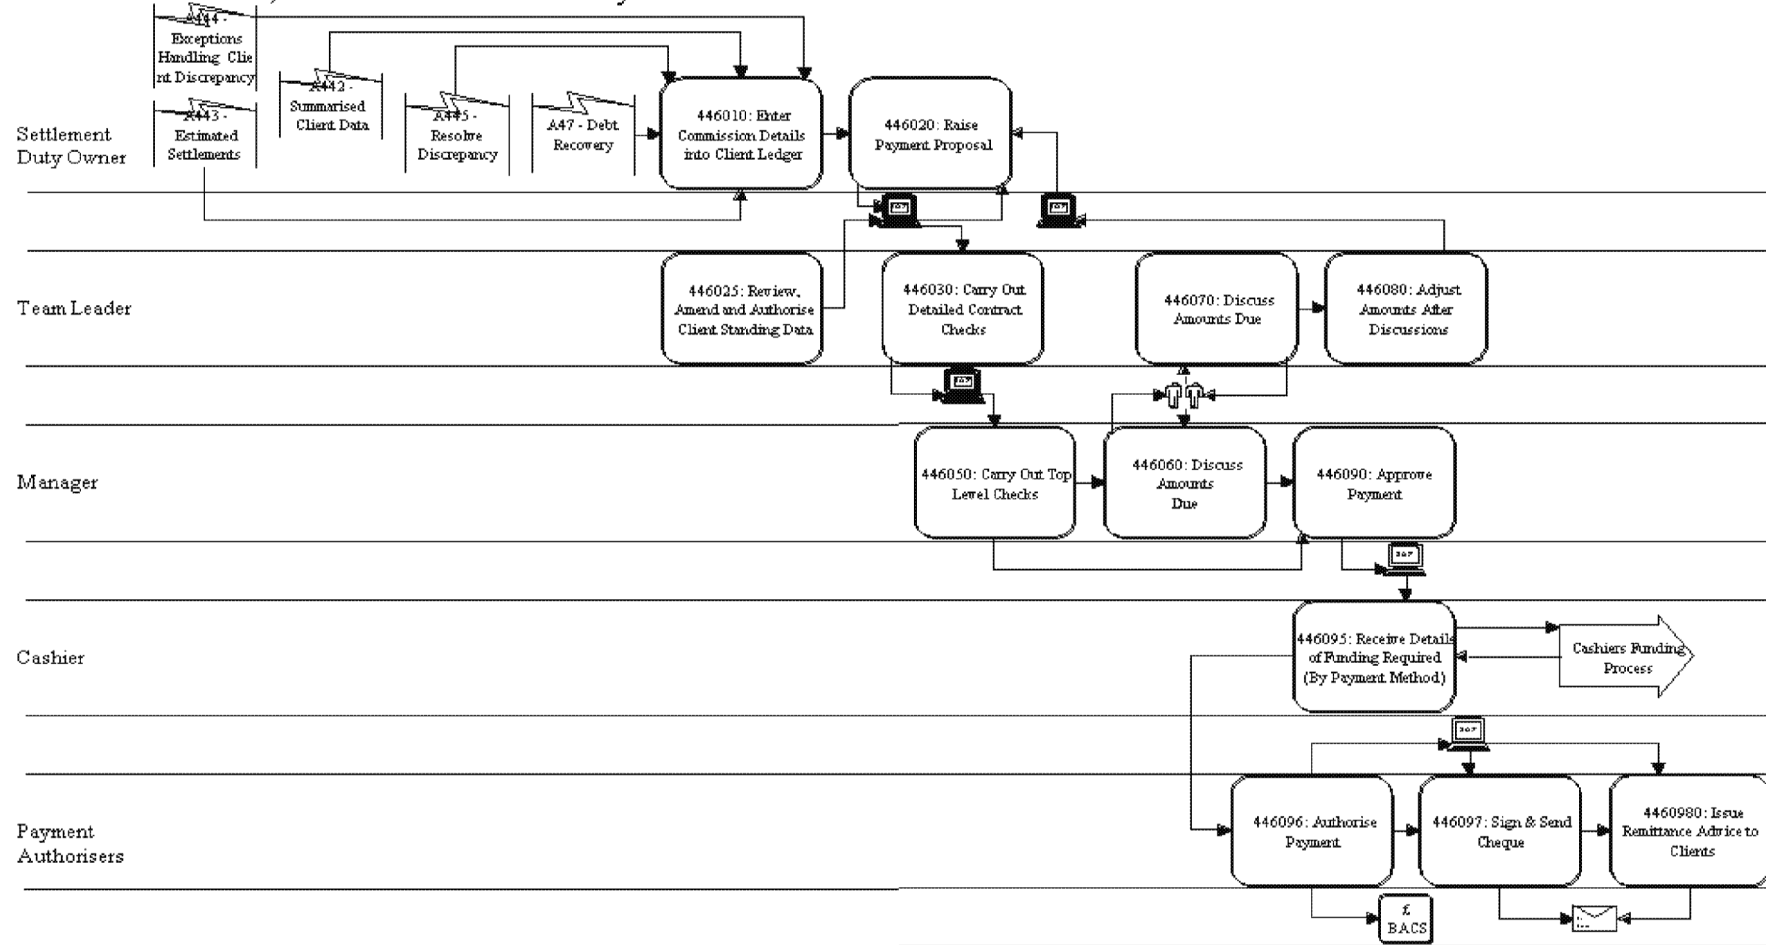 A444 -
Exceptions
Handling Clie
nt Discrepancy
A443 -
Estimated
Settlements
A442 -
Summarised
Client Data
A445 -
Resolve
Discrepancy
A47 - Debt
Recovery
446010: Enter
Commission Details
into Client Ledger
446020: Raise
Payment Proposal
Settlement
Duty Owner
Team Leader
446025: Review,
Amend and Authorise
Client Standing Data
446030: Carry Out
Detailed Contract
Checks
446070: Discuss
Amounts Due
446080: Adjust
Amounts After
Discussions
Manager
446050: Carry Out Top
Level Checks
446060: Discuss
Amounts
Due
446090: Approve
Payment
Cashier
446095: Receive Details
of Funding Required
(By Payment Method)
Cashiers Funding
Process
Payment
Authorisers
446096: Authorise
Payment
446097: Sign & Send
Cheque
4460980: Issue
Remittance Advice to
Clients
£
BACS